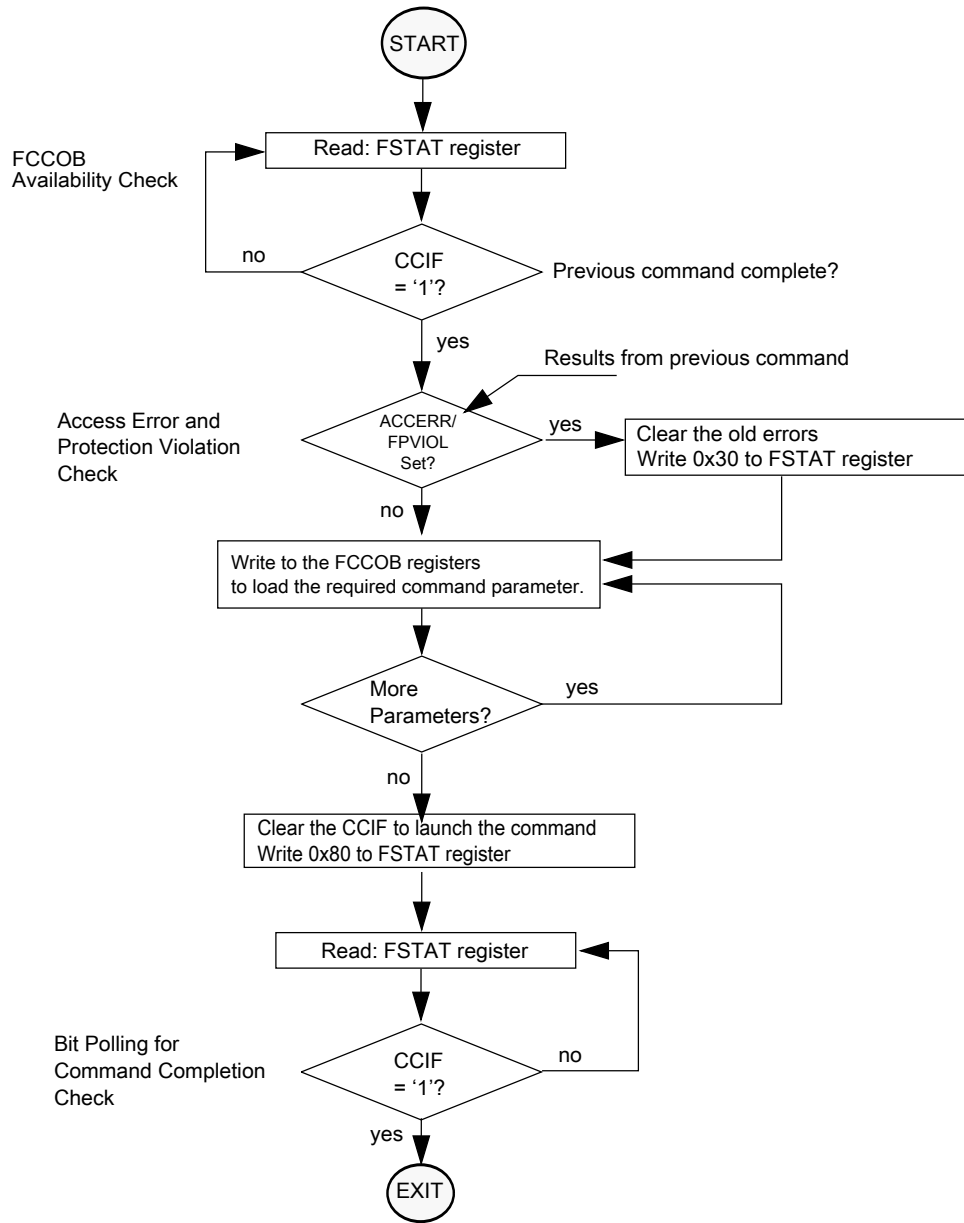 START
Read: FSTAT register
FCCOB
Availability Check
no
CCIF
= ‘1’?
Previous command complete?
yes
Results from previous command
Access Error and
Protection Violation
Check
ACCERR/
FPVIOL
Set?
yes
Clear the old errors
Write 0x30 to FSTAT register
no
Write to the FCCOB registers
to load the required command parameter.
More
Parameters?
yes
no
Clear the CCIF to launch the command
Write 0x80 to FSTAT register
Read: FSTAT register
Bit Polling for
Command Completion
Check
CCIF
= ‘1’?
no
yes
EXIT